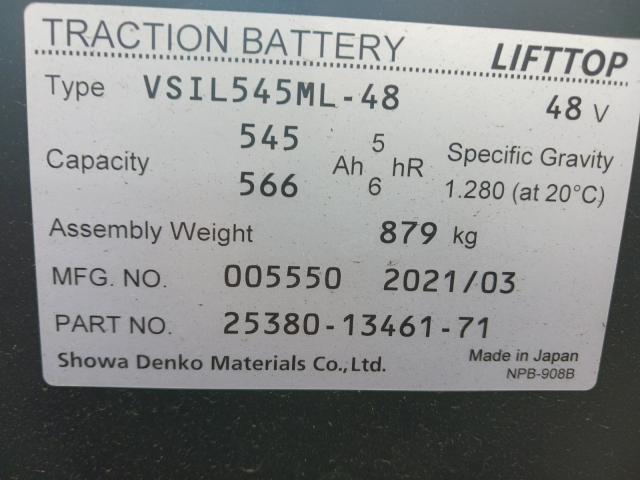 TRACTION BATTERY LIFTTOP
Type VSIL545ML-48 48 V
545 5
Capacity Ah hR Specific Gravity
566 6 1.280 (at 20°C)
Assembly Weight 879 kg
MFG. NO. 005550 2021/03
PART NO. 25380-13461-71
Showa Denko Materials Co.,Ltd. Made in Japan
NPB-908B